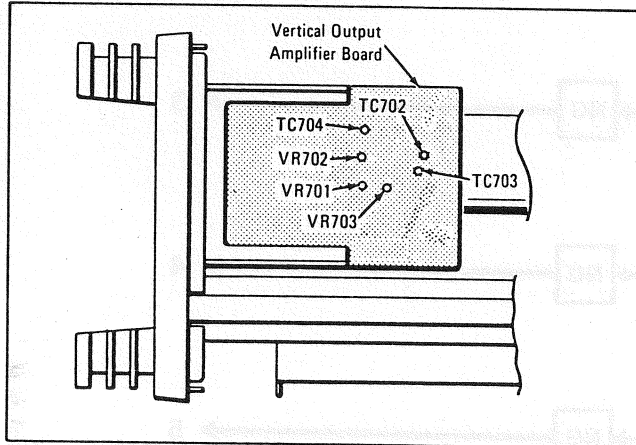 Vertical Output
Amplifier Board
TC702
TC704
VR702
TC703
VR701
VR703